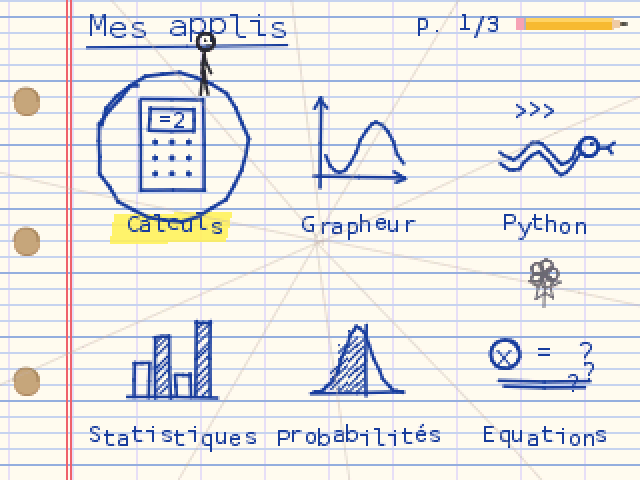 Mes applis p. 1/3
=2
>>>
Calculs Grapheur Python
x = ?
?
?
Statistiques Probabilités Equations